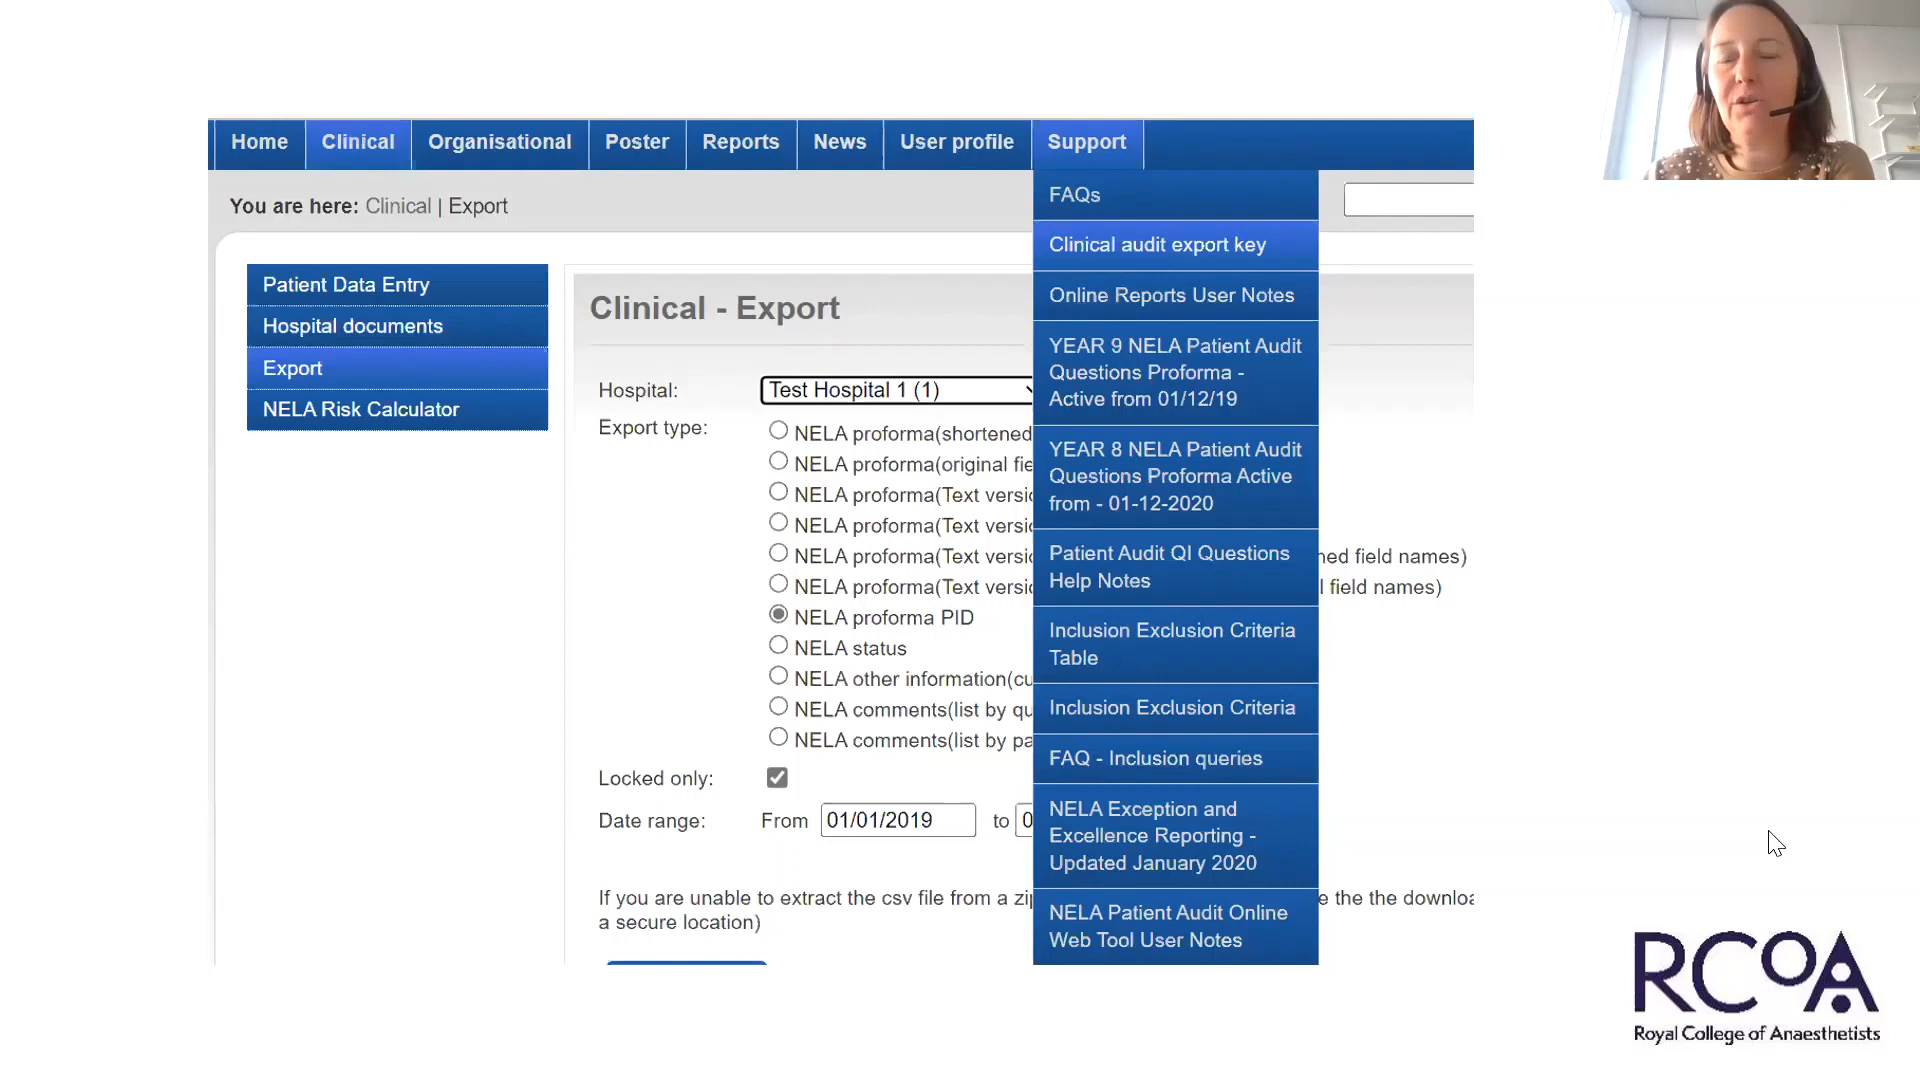 Home Clinical Organisational Poster Reports News User profile Support
You are here: Clinical | Export
Patient Data Entry
Hospital documents
Export
NELA Risk Calculator
Clinical - Export
Hospital: Test Hospital 1 (1)
Export type:
NELA proforma(shortened
NELA proforma(original fie
NELA proforma(Text versi
NELA proforma(Text versi
NELA proforma(Text versi ned field names)
NELA proforma(Text versi l field names)
NELA proforma PID
NELA status
NELA other information(cu
NELA comments(list by qu
NELA comments(list by pa
Locked only:
Date range: From 01/01/2019 to 0
If you are unable to extract the csv file from a zip e the the downloa
a secure location)
FAQs
Clinical audit export key
Online Reports User Notes
YEAR 9 NELA Patient Audit
Questions Proforma -
Active from 01/12/19
YEAR 8 NELA Patient Audit
Questions Proforma Active
from - 01-12-2020
Patient Audit QI Questions
Help Notes
Inclusion Exclusion Criteria
Table
Inclusion Exclusion Criteria
FAQ - Inclusion queries
NELA Exception and
Excellence Reporting -
Updated January 2020
NELA Patient Audit Online
Web Tool User Notes
RCOA
Royal College of Anaesthetists